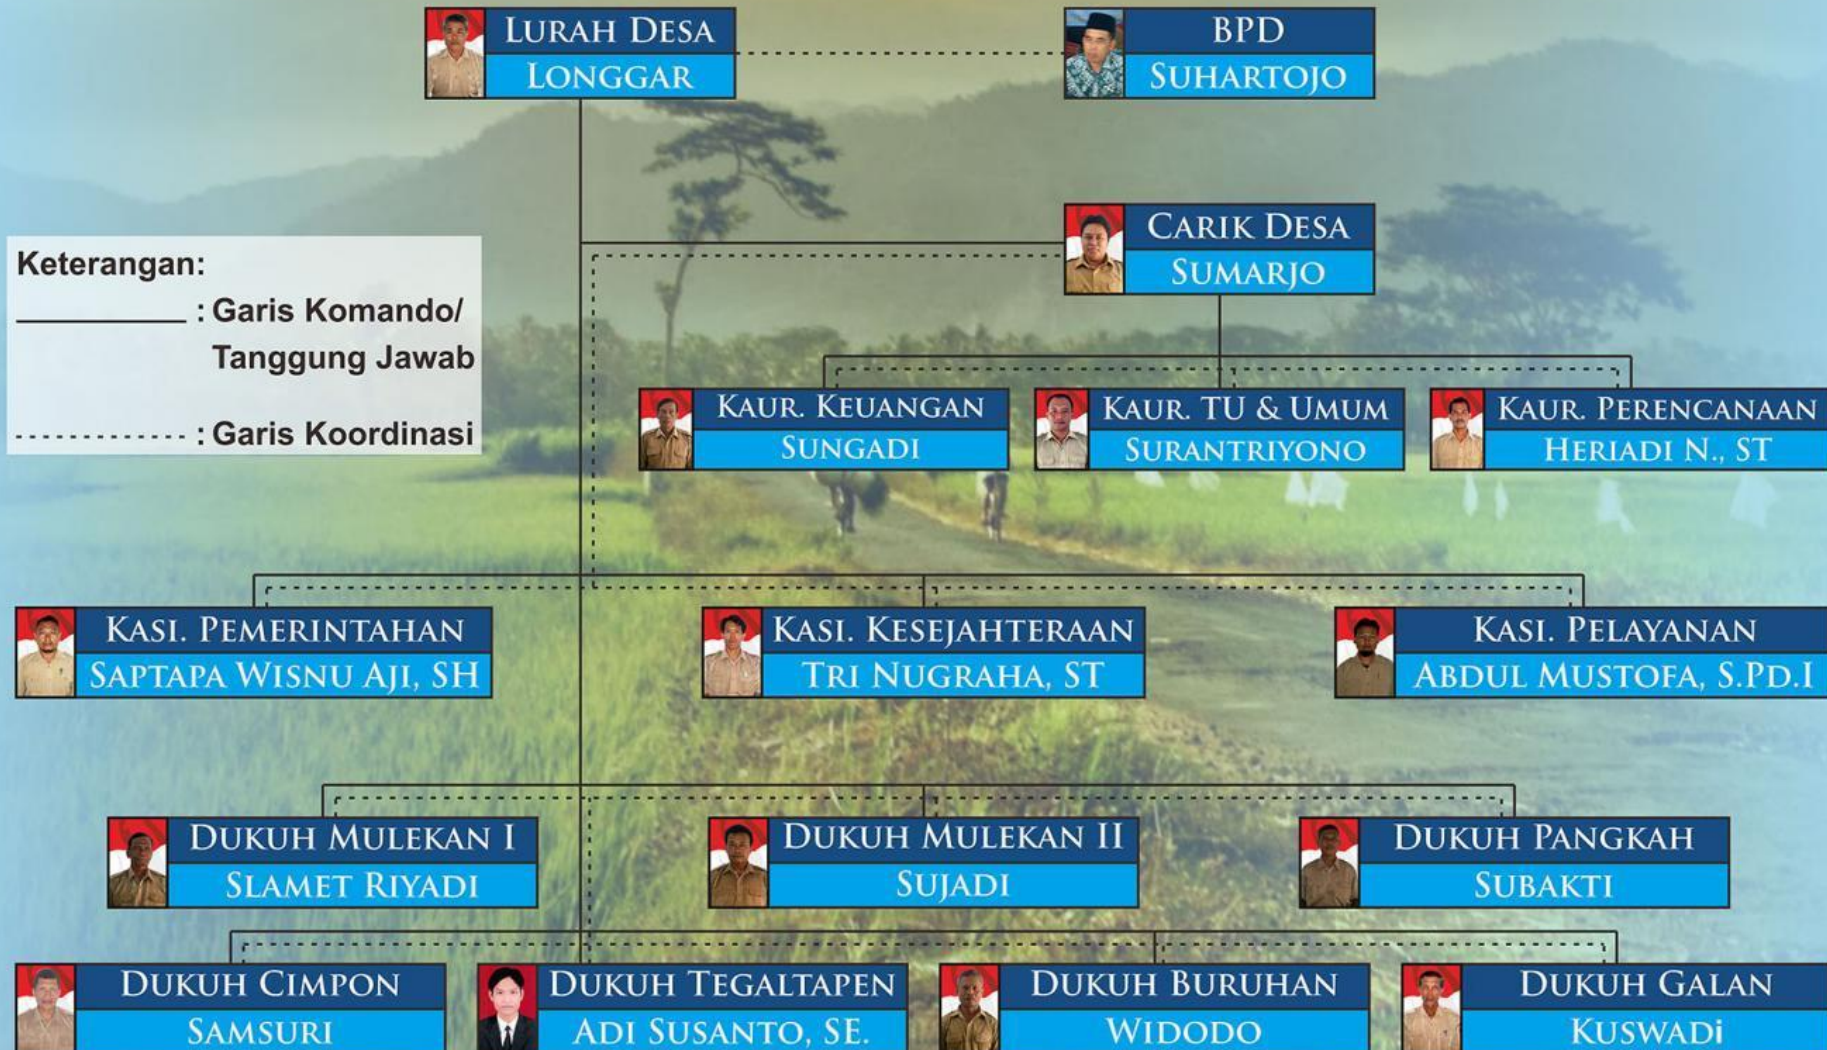 LURAH DESA
LONGGAR
BPD
SUHARTOJO
CARIK DESA
SUMARJO
Keterangan:
: Garis Komando/
Tanggung Jawab
: Garis Koordinasi
KAUR. KEUANGAN
SUNGADI
KAUR. TU & UMUM
SURANTRIYONO
KAUR. PERENCANAAN
HERIADI N., ST
KASI. PEMERINTAHAN
SAPTAPA WISNU AJI, SH
KASI. KESEJAHTERAAN
TRI NUGRAHA, ST
KASI. PELAYANAN
ABDUL MUSTOFA, S.PD.I
DUKUH MULEKAN I
SLAMET RIYADI
DUKUH MULEKAN II
SUJADI
DUKUH PANGKAH
SUBAKTI
DUKUH CIMPON
SAMSURI
DUKUH TEGALTAPEN
ADI SUSANTO, SE.
DUKUH BURUHAN
WIDODO
DUKUH GALAN
KUSWADi